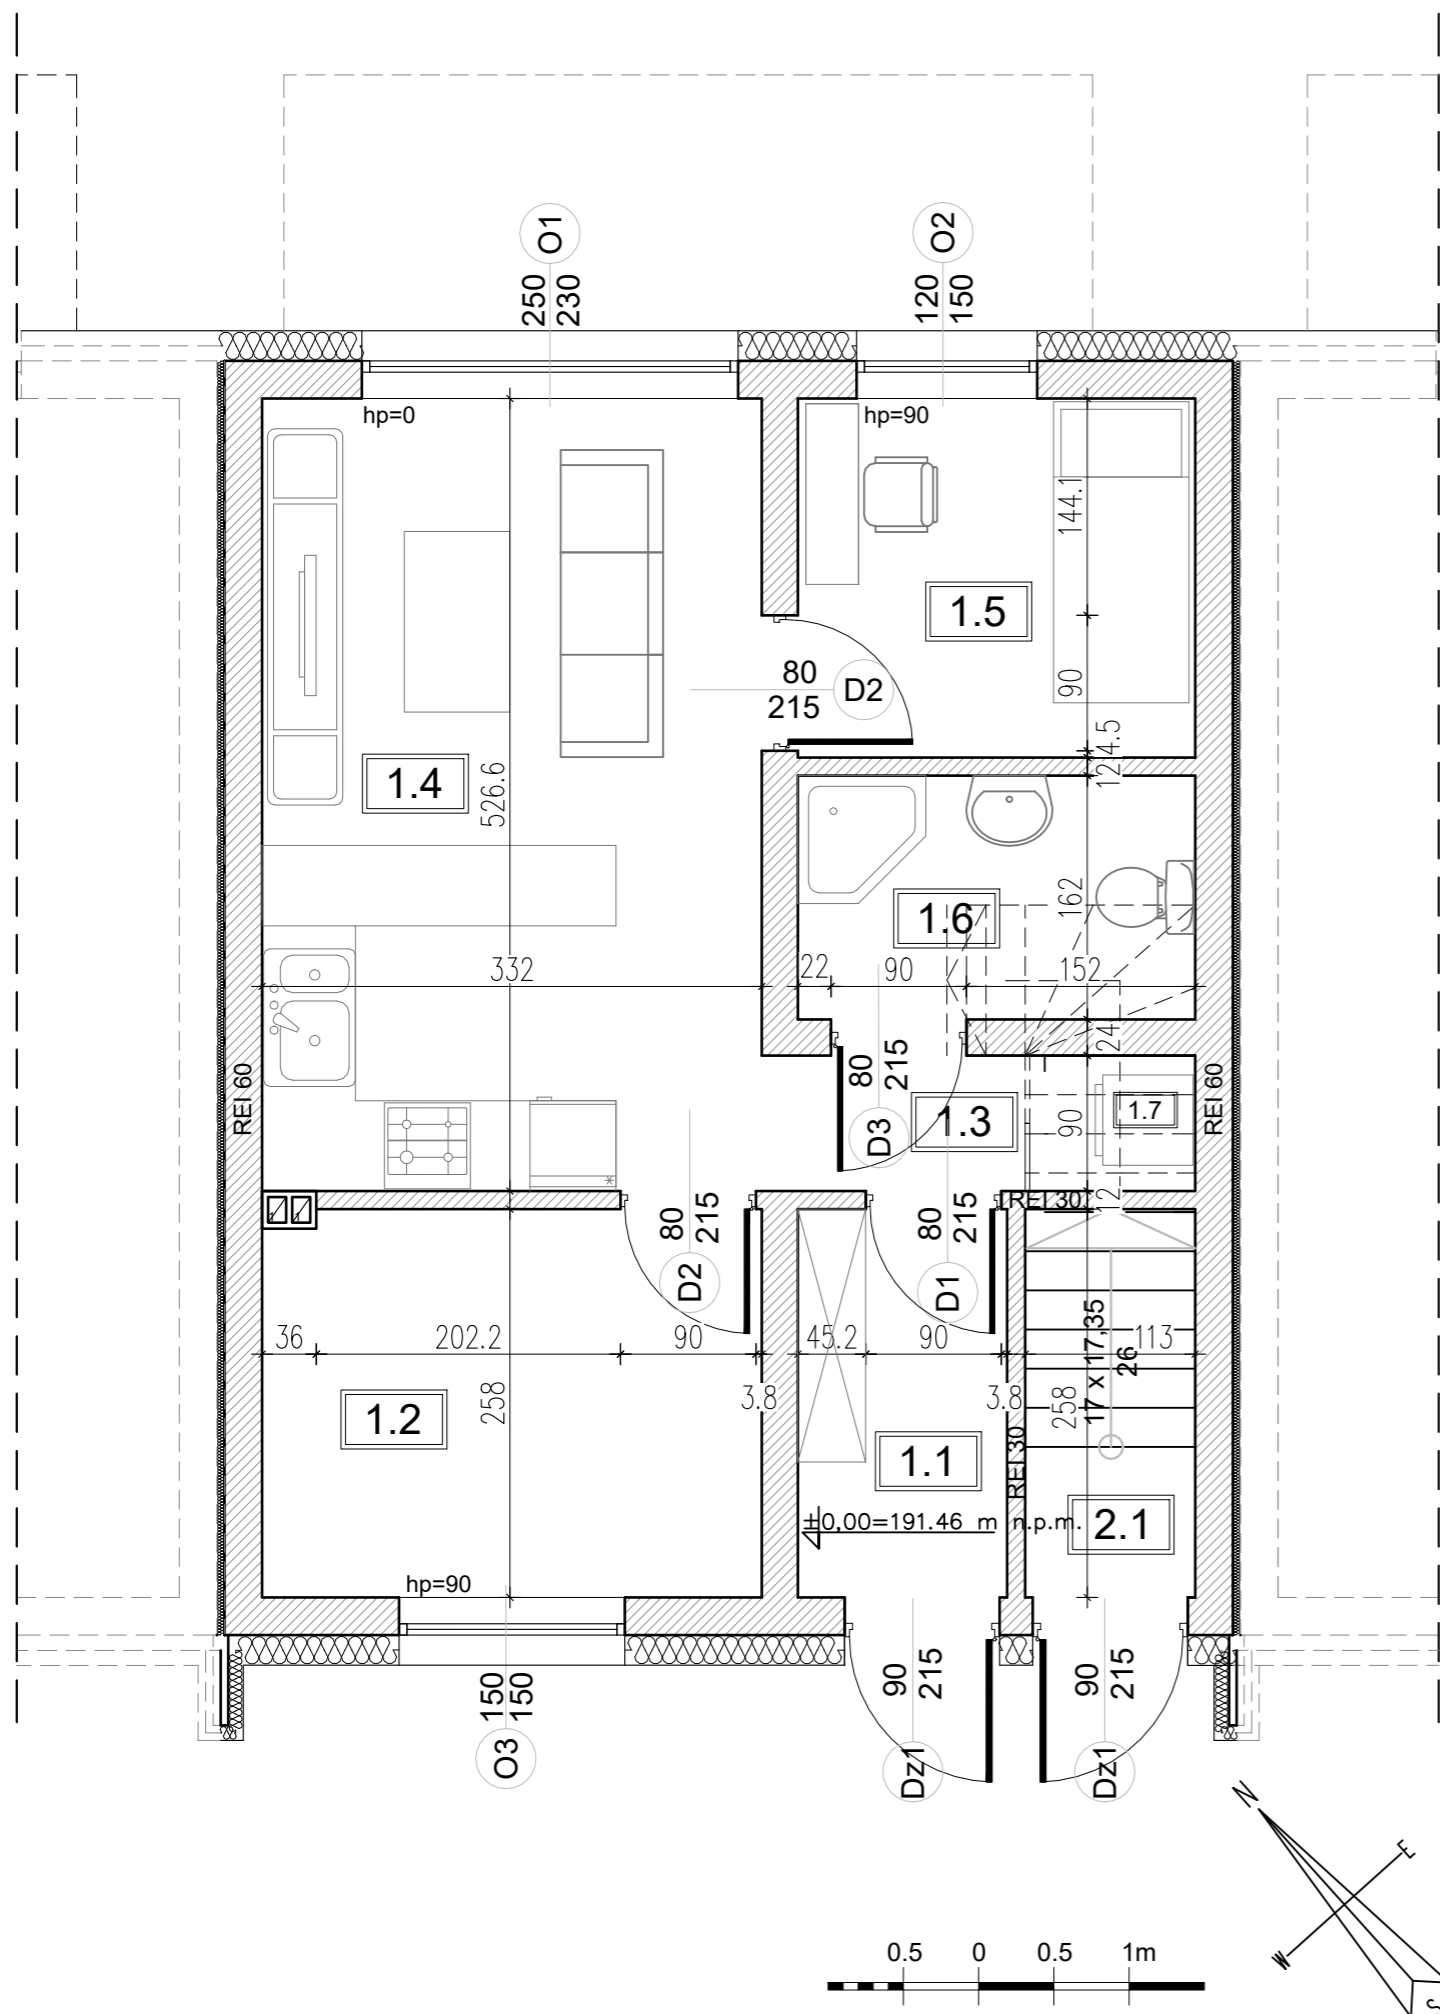 O1
250
230
O2
120
150
hp=0
hp=90
144.1
1.5
80
215
D2
90
4.5
12
1.4
526.6
162
1.6
332
22
90
152
24
REI 60
80
215
D3
1.3
90
1.7
REI 60
80
215
D2
80
215
D1
REI 30
12
36
202.2
90
45.2
90
113
3.8
3.8
258
258
17 x 17,35
26
1.2
1.1
REI 30
±0,00=191.46 m n.p.m.
2.1
hp=90
150
150
O3
90
215
Dz1
90
215
Dz1
N
E
W
S
0.5 0 0.5 1m